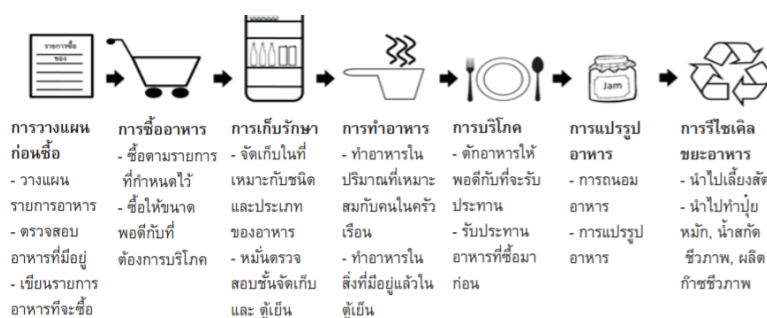 รายการซื้อ
ของ
Jam
การวางแผน
ก่อนซื้อ
- วางแผน
รายการอาหาร
- ตรวจสอบ
อาหารที่มีอยู่
- เขียนรายการ
อาหารที่จะซื้อ
การซื้ออาหาร
- ซื้อตามรายการ
ที่กำหนดไว้
- ซื้อให้ขนาด
พอดีกับที่
ต้องการบริโภค
การเก็บรักษา
- จัดเก็บในที่
เหมาะกับชนิด
และประเภท
ของอาหาร
- หมั่นตรวจ
สอบชั้นจัดเก็บ
และ ตู้เย็น
การทำอาหาร
- ทำอาหารใน
ปริมาณที่เหมาะ
สมกับคนในครัว
เรือน
- ทำอาหารใน
สิ่งที่มีอยู่แล้วใน
ตู้เย็น
การบริโภค
- ตักอาหารให้
พอดีกับที่จะรับ
ประทาน
- รับประทาน
อาหารที่ซื้อมา
ก่อน
การแปรรูป
อาหาร
- การถนอม
อาหาร
- การแปรรูป
อาหาร
การรีไซเคิล
ขยะอาหาร
- นำไปเลี้ยงสัต
- นำไปทำปุ๋ย
หมัก, น้ำสกัด
ชีวภาพ, ผลิต
ก๊าซชีวภาพ